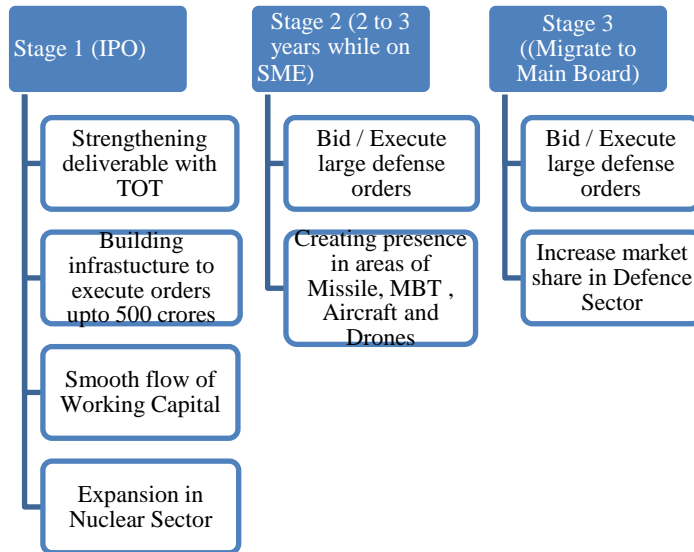 Stage 1 (IPO)
Strengthening
deliverable with
TOT
Building
infrastucture to
execute orders
upto 500 crores
Smooth flow of
Working Capital
Expansion in
Nuclear Sector
Stage 2 (2 to 3
years while on
SME)
Bid / Execute
large defense
orders
Creating presence
in areas of
Missile, MBT ,
Aircraft and
Drones
Stage 3
((Migrate to
Main Board)
Bid / Execute
large defense
orders
Increase market
share in Defence
Sector